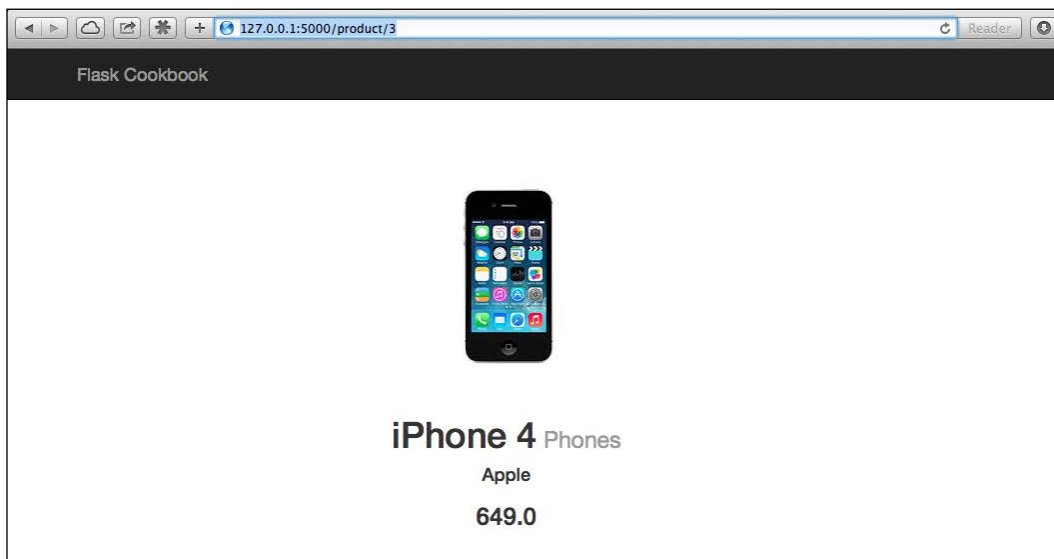 127.0.0.1:5000/product/3
Reader
Flask Cookbook
iPhone 4 Phones
Apple
649.0